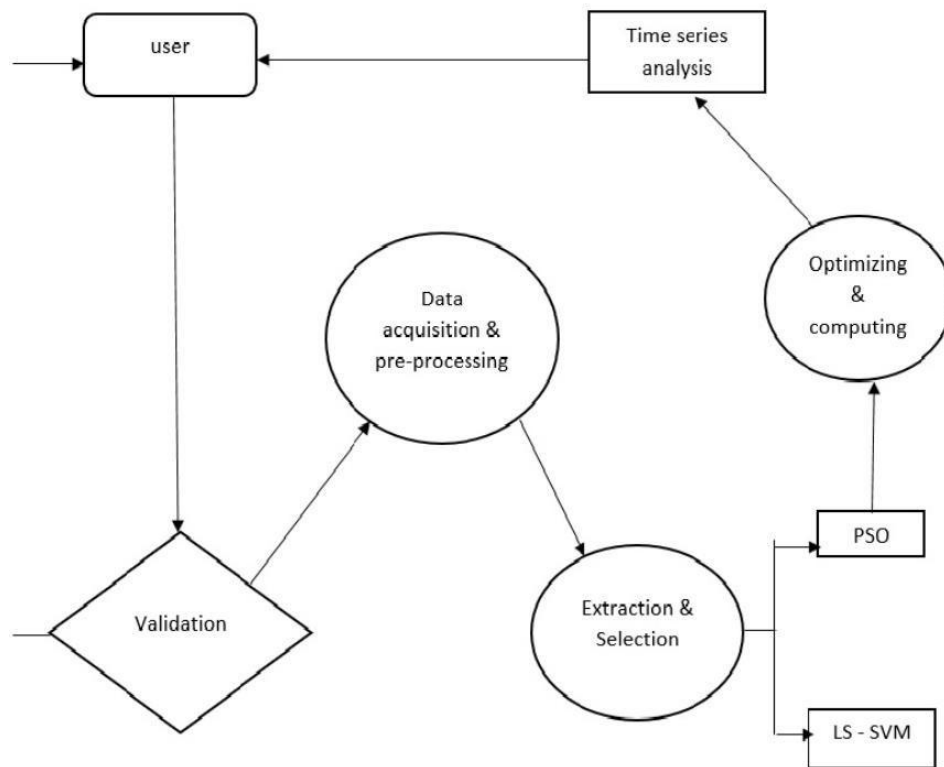 user
Time series
analysis
Data
acquisition &
pre-processing
Optimizing
&
computing
Validation
Extraction &
Selection
PSO
LS - SVM